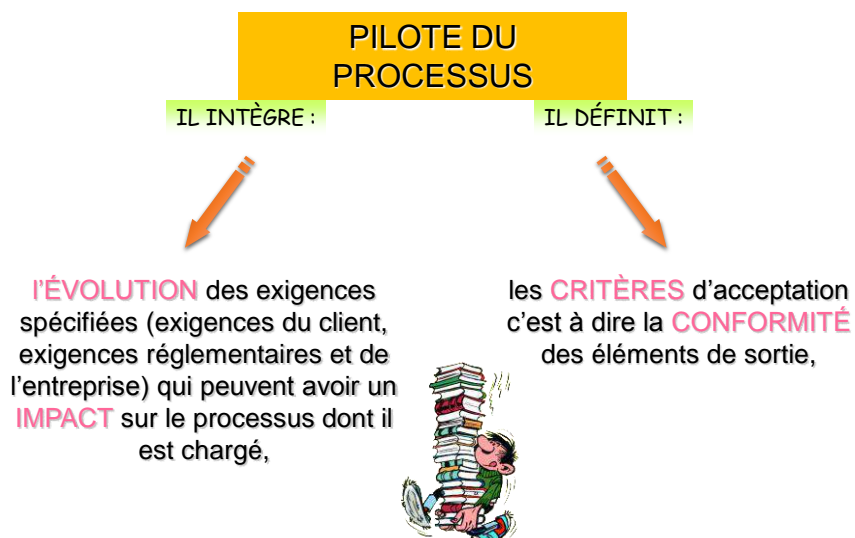 PILOTE DU
PROCESSUS
IL INTÈGRE :
IL DÉFINIT :
l'ÉVOLUTION des exigences
spécifiées (exigences du client,
exigences réglementaires et de
l'entreprise) qui peuvent avoir un
IMPACT sur le processus dont il
est chargé,
les CRITÈRES d'acceptation
c'est à dire la CONFORMITÉ
des éléments de sortie,